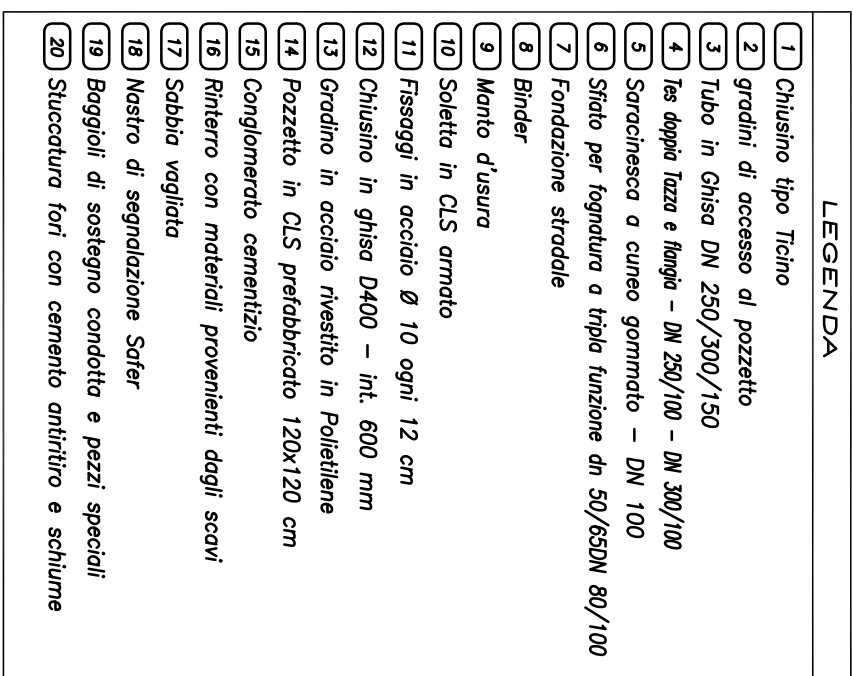 LEGENDA
1 Chiusino tipo Ticino
2 gradini di accesso al pozzetto
3 Tubo in Ghisa DN 250/300/150
4 Tes doppia Tazza e flangia – DN 250/100 – DN 300/100
5 Saracinesca a cuneo gommato – DN 100
6 Sfiato per fognatura a tripla funzione dn 50/65DN 80/100
7 Fondazione stradale
8 Binder
9 Manto d'usura
10 Soletta in CLS armato
11 Fissaggi in acciaio Ø 10 ogni 12 cm
12 Chiusino in ghisa D400 – int. 600 mm
13 Gradino in acciaio rivestito in Polietilene
14 Pozzetto in CLS prefabbricato 120x120 cm
15 Conglomerato cementizio
16 Rinterro con materiali provenienti dagli scavi
17 Sabbia vagliata
18 Nastro di segnalazione Safer
19 Baggioli di sostegno condotta e pezzi speciali
20 Stuccatura fori con cemento antiritiro e schiume